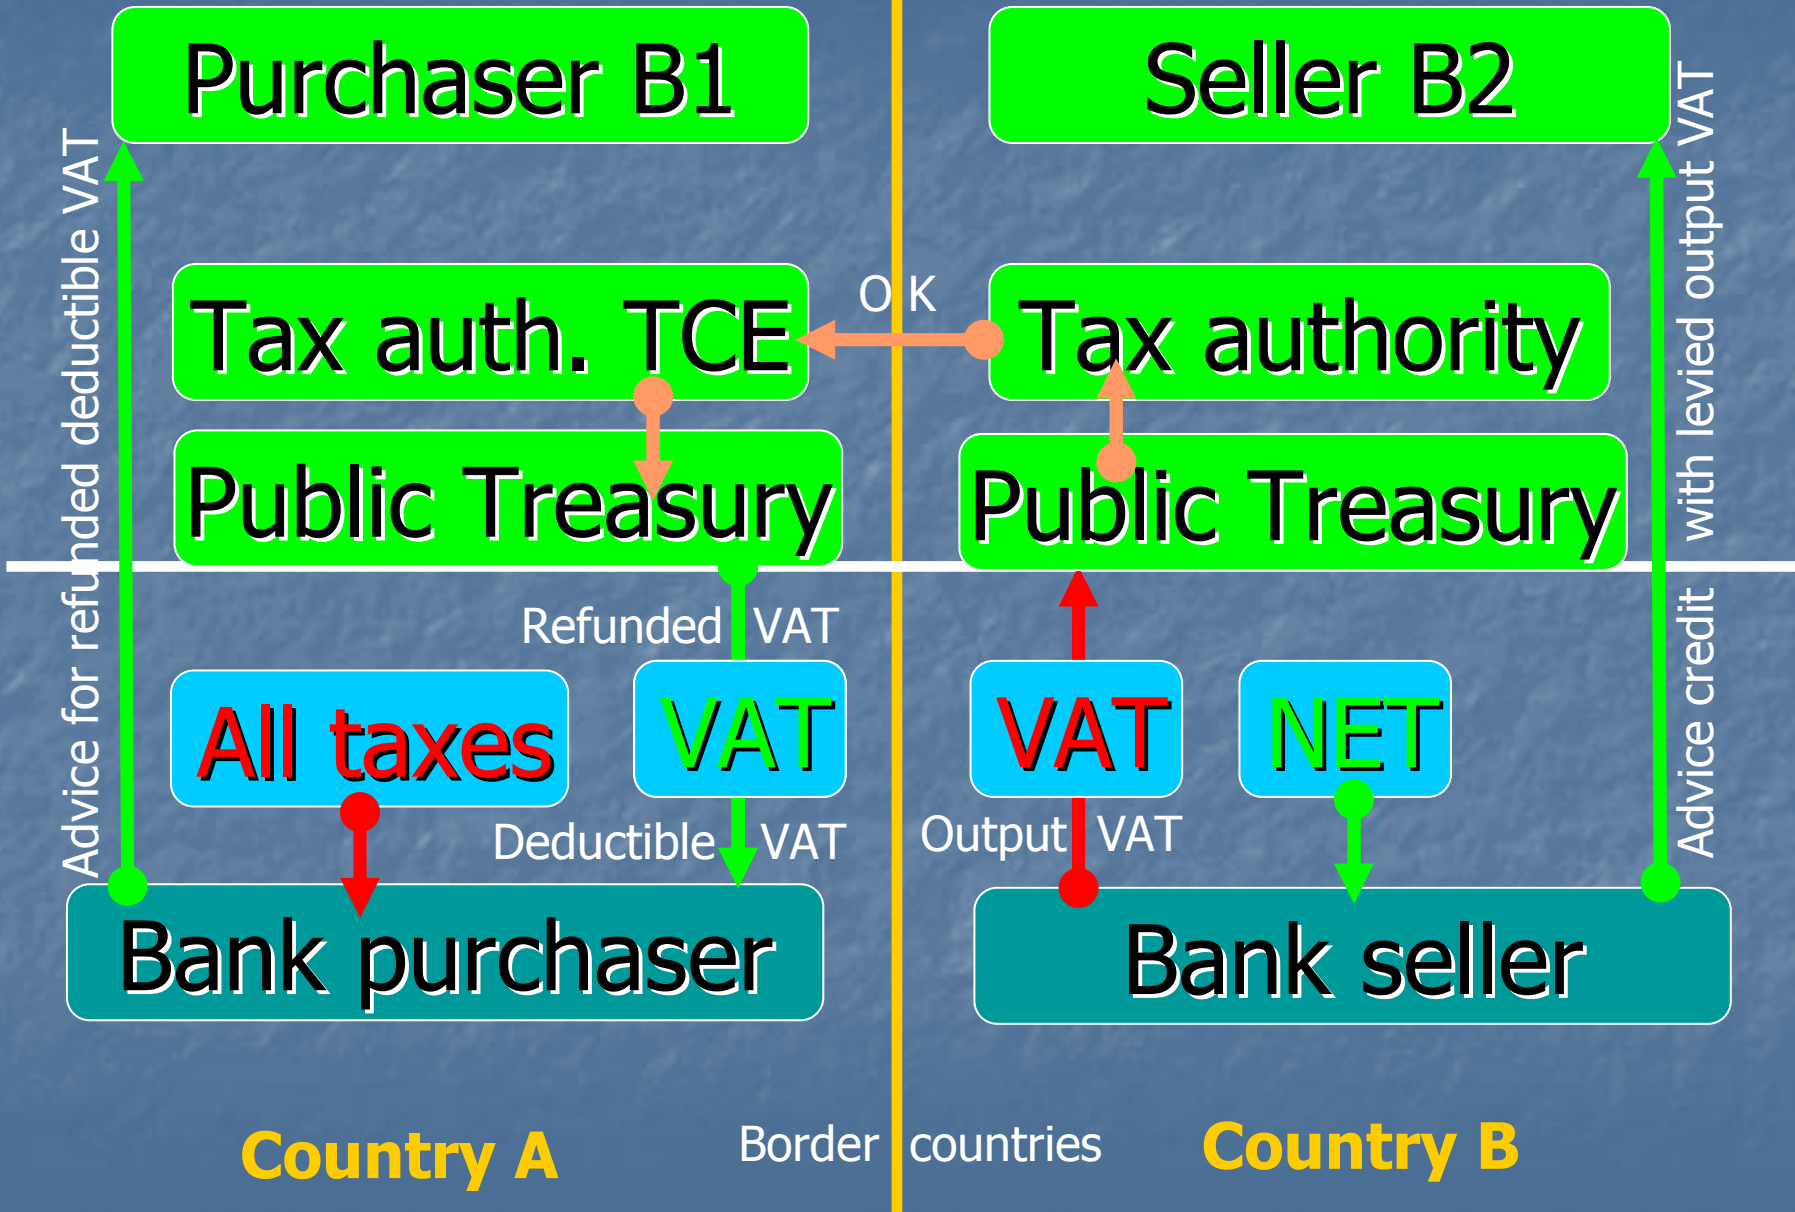 Purchaser B1
Seller B2
Advice for refunded deductible VAT
Advice credit with levied output VAT
O K
Tax auth. TCE
Tax authority
Public Treasury
Public Treasury
Refunded VAT
All taxes
VAT
VAT
NET
Deductible VAT
Output VAT
Bank purchaser
Bank seller
Country A
Border countries
Country B